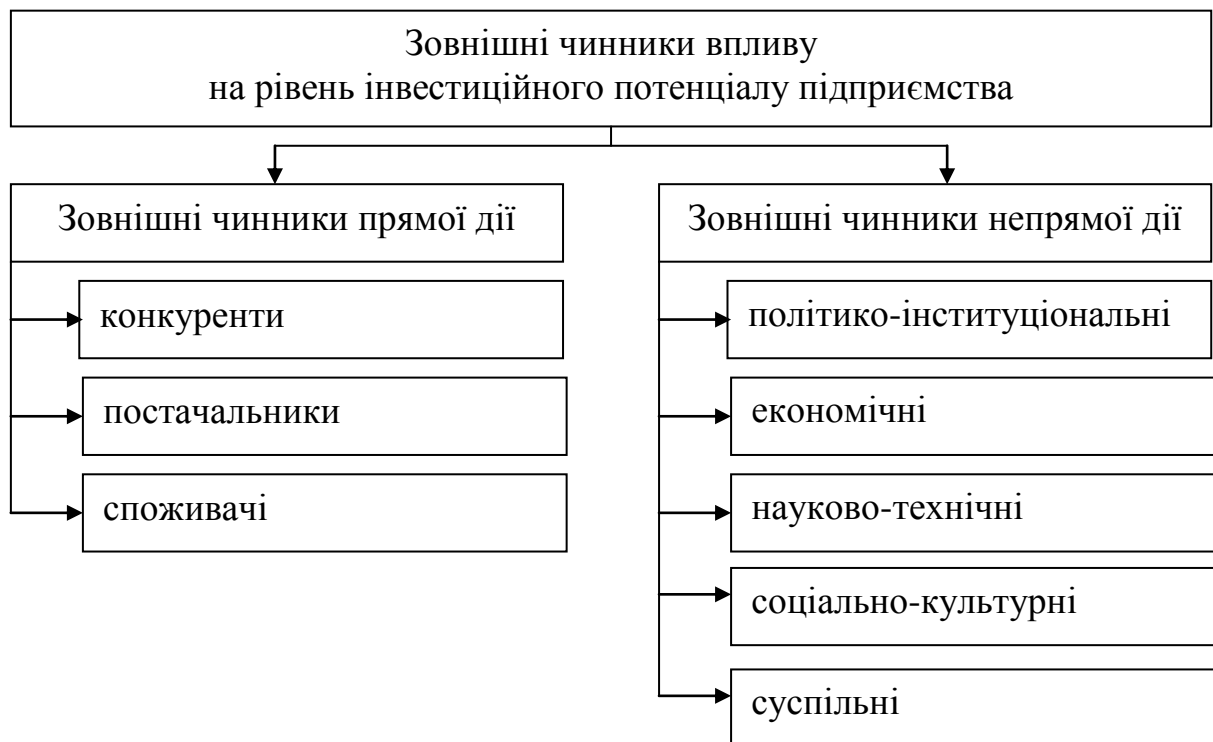 Зовнішні чинники впливу
на рівень інвестиційного потенціалу підприємства
Зовнішні чинники прямої дії
конкуренти
постачальники
споживачі
Зовнішні чинники непрямої дії
політико-інституціональні
економічні
науково-технічні
соціально-культурні
суспільні